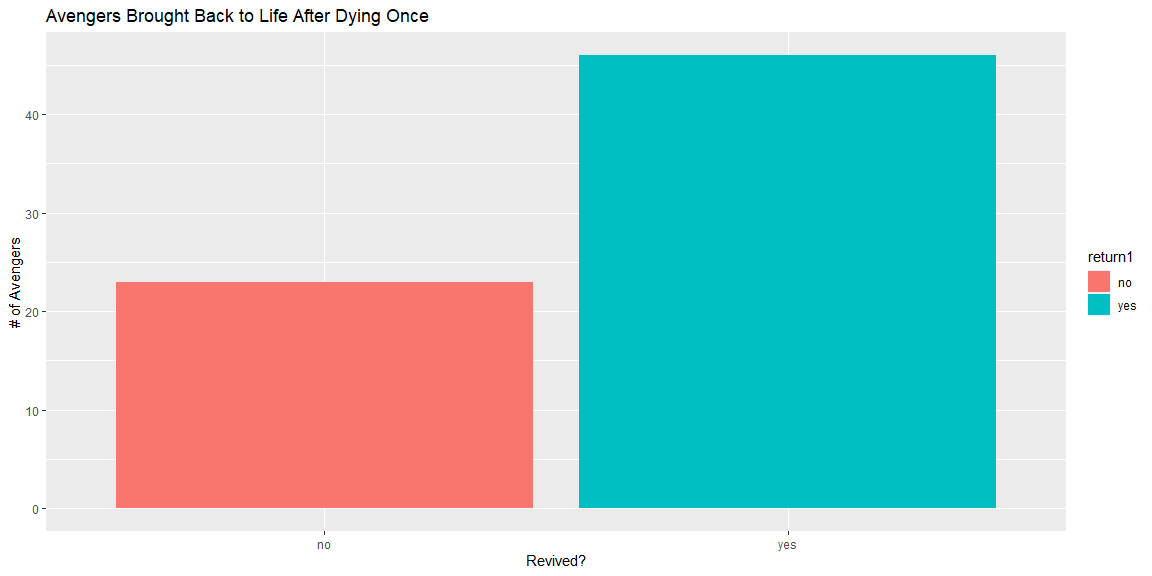 Avengers Brought Back to Life After Dying Once
# of Avengers
40
30
20
10
0
no
yes
Revived?
return1
no
yes